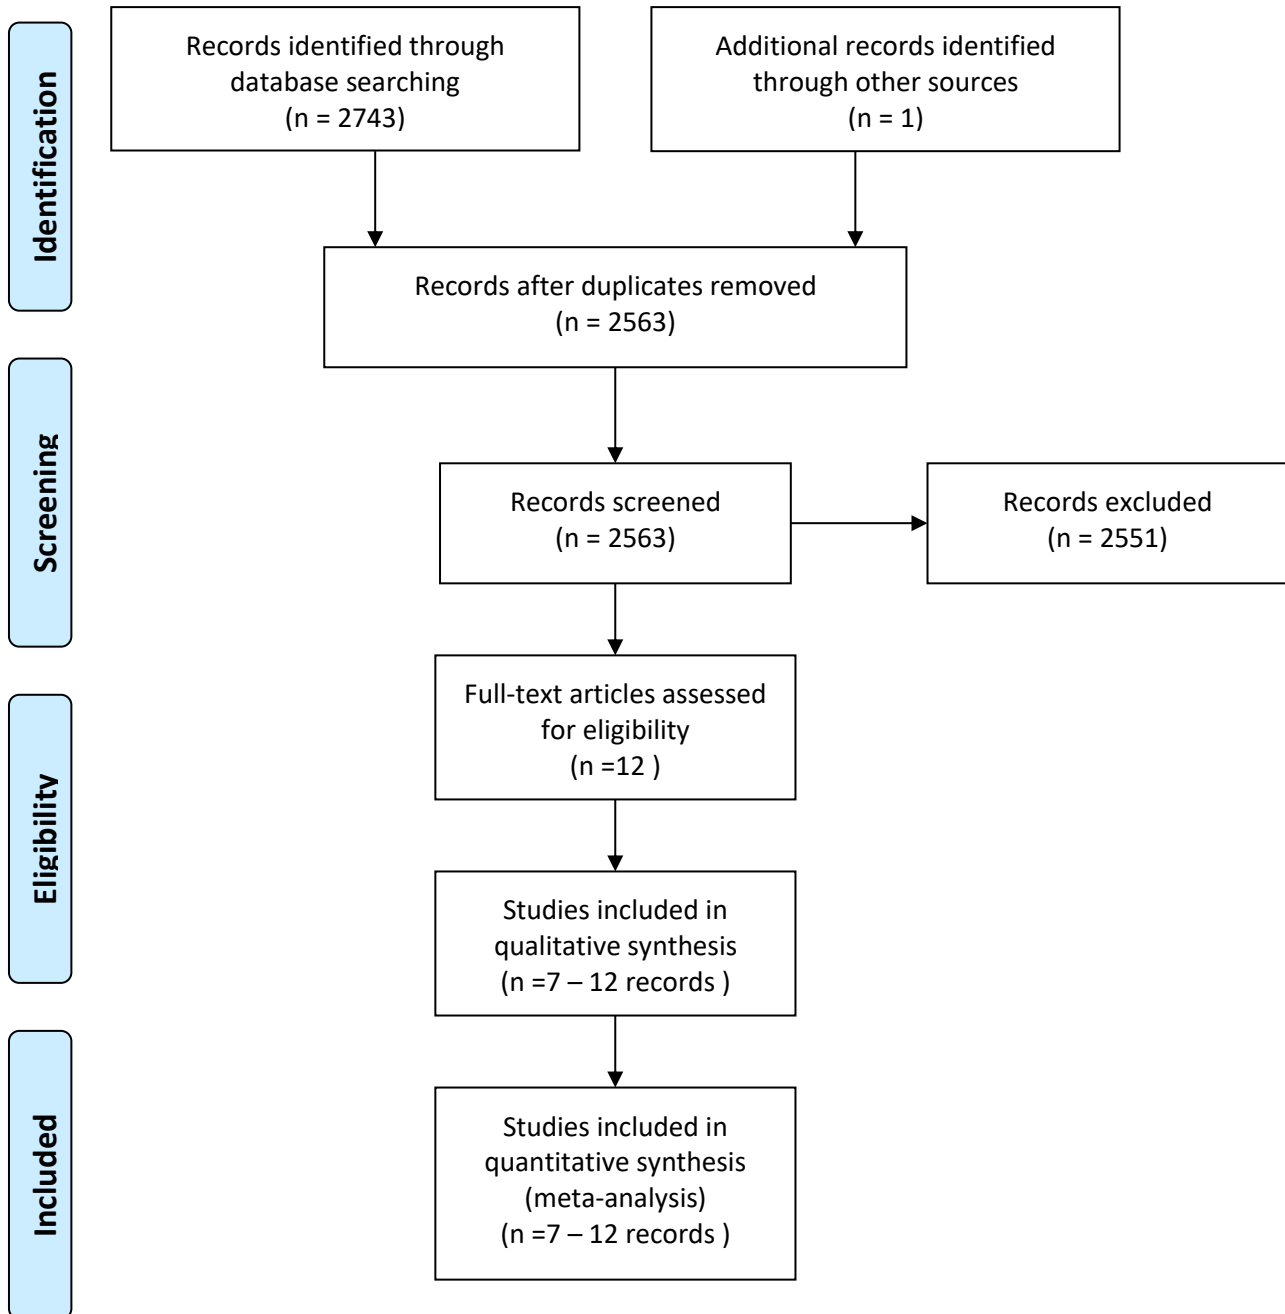 Identification
Records identified through
database searching
(n = 2743)
Additional records identified
through other sources
(n = 1)
Records after duplicates removed
(n = 2563)
Screening
Records screened
(n = 2563)
Records excluded
(n = 2551)
Eligibility
Full-text articles assessed
for eligibility
(n =12 )
Studies included in
qualitative synthesis
(n =7 – 12 records )
Included
Studies included in
quantitative synthesis
(meta-analysis)
(n =7 – 12 records )